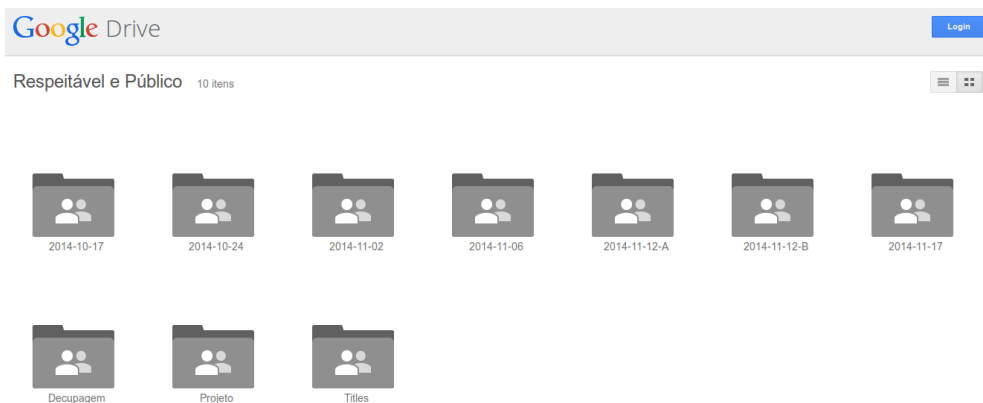 Google Drive
Login
Respeitável e Público 10 itens
2014-10-17 2014-10-24 2014-11-02 2014-11-06 2014-11-12-A 2014-11-12-B 2014-11-17
Decupagem Projeto Titles